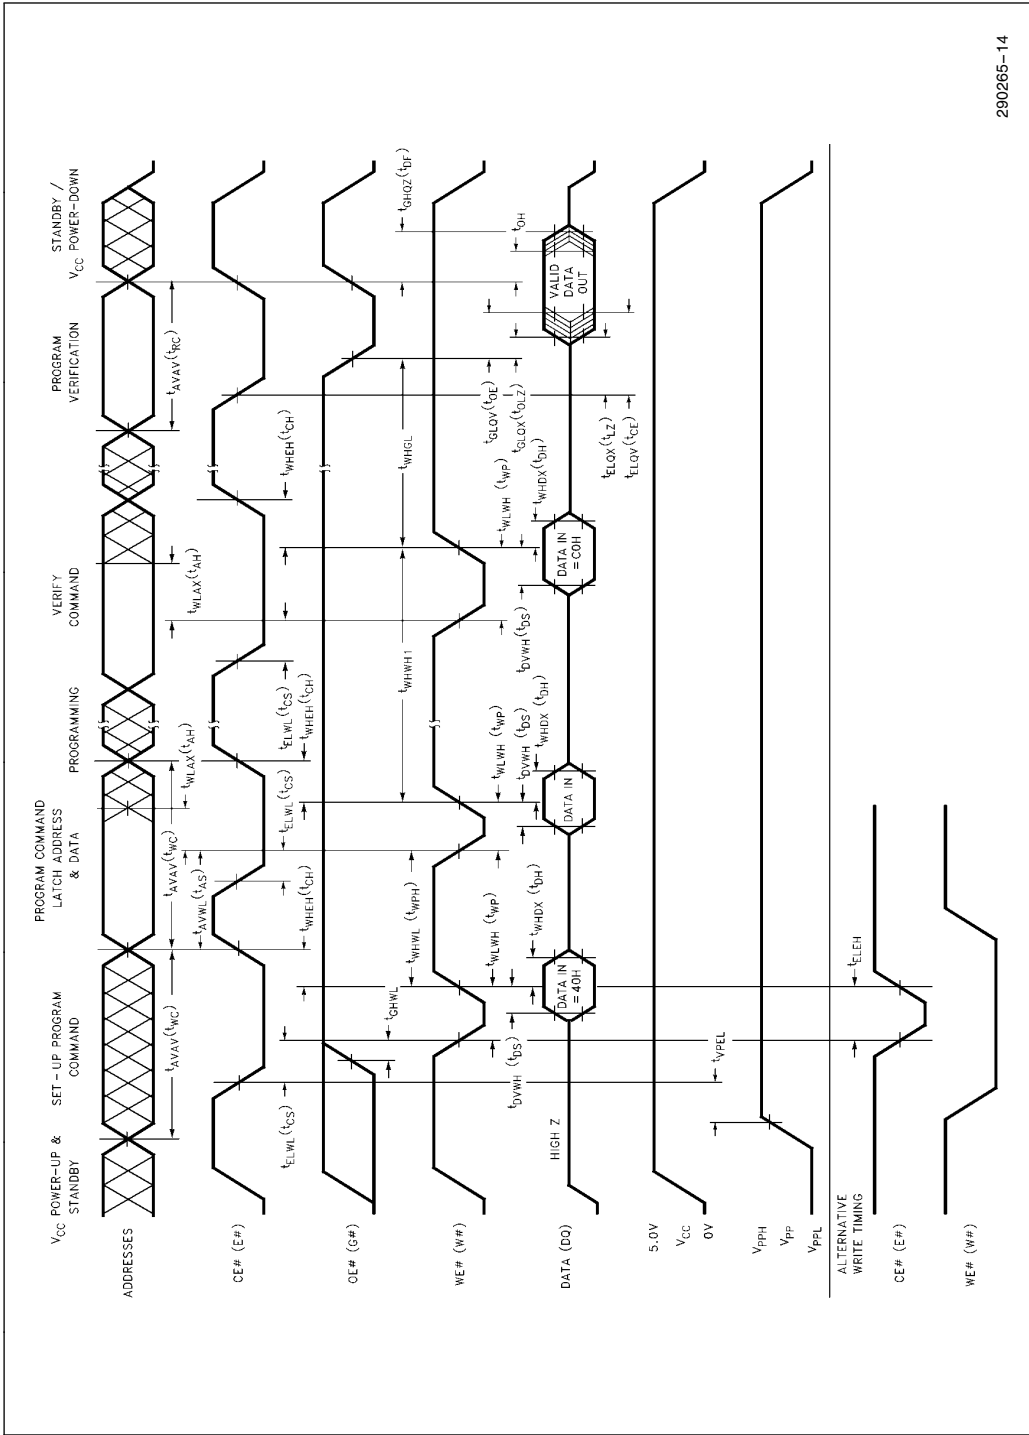 V_CC POWER-UP &
STANDBY
SET-UP PROGRAM
COMMAND
PROGRAM COMMAND
LATCH ADDRESS
& DATA
PROGRAMMING
VERIFY
COMMAND
PROGRAM
VERIFICATION
STANDBY /
V_CC POWER-DOWN
ADDRESSES
t_AVAV(t_WC)
t_AVAV(t_WC)
t_AVWL(t_AS)
t_WLAX(t_AH)
t_WLAX(t_AH)
t_AVAV(t_RC)
CE# (E#)
t_ELWL(t_CS)
t_WHEH(t_CH)
t_ELWL(t_CS)
t_WHEH(t_CH)
t_ELWL(t_CS)
t_WHEH(t_CH)
OE# (G#)
t_GHWL
t_WHWL (t_WPH)
t_WHWH1
t_WHGL
t_GHQZ(t_DF)
WE# (W#)
t_WLWH (t_WP)
t_WLWH (t_WP)
t_WLWH (t_WP)
t_DVWH (t_DS)
t_WHDX (t_DH)
t_DVWH (t_DS)
t_WHDX (t_DH)
t_DVWH(t_DS)
t_WHDX(t_DH)
t_GLQV(t_OE)
t_GLQX(t_OLZ)
t_OH
DATA (DQ)
HIGH Z
DATA IN
= 40H
DATA IN
DATA IN
= C0H
VALID
DATA
OUT
t_ELQX(t_LZ)
t_ELQV(t_CE)
5.0V
V_CC
0V
t_VPEL
V_PPH
V_PP
V_PPL
ALTERNATIVE
WRITE TIMING
CE# (E#)
t_ELEH
WE# (W#)
290265-14